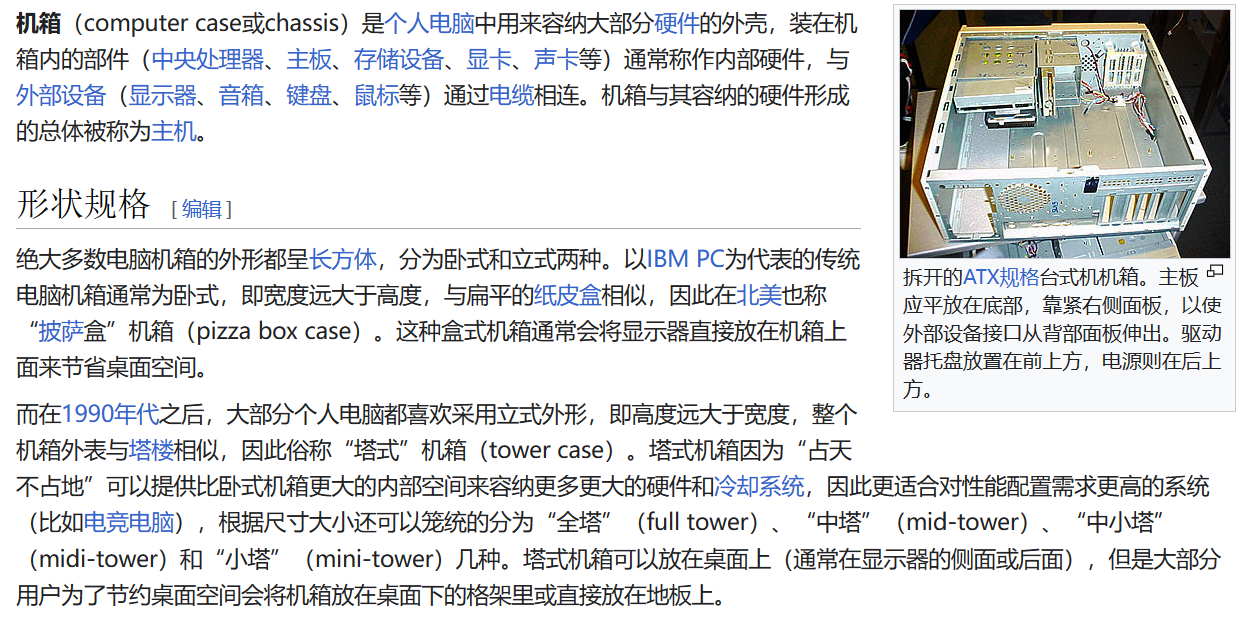 机箱（computer case或chassis）是个人电脑中用来容纳大部分硬件的外壳，装在机
箱内的部件（中央处理器、主板、存储设备、显卡、声卡等）通常称作内部硬件，与
外部设备（显示器、音箱、键盘、鼠标等）通过电缆相连。机箱与其容纳的硬件形成
的总体被称为主机。
形状规格 [编辑]
绝大多数电脑机箱的外形都呈长方体，分为卧式和立式两种。以IBM PC为代表的传统
电脑机箱通常为卧式，即宽度远大于高度，与扁平的纸皮盒相似，因此在北美也称
“披萨盒”机箱（pizza box case）。这种盒式机箱通常会将显示器直接放在机箱上
面来节省桌面空间。
而在1990年代之后，大部分个人电脑都喜欢采用立式外形，即高度远大于宽度，整个
机箱外表与塔楼相似，因此俗称“塔式”机箱（tower case）。塔式机箱因为“占天
不占地”可以提供比卧式机箱更大的内部空间来容纳更多更大的硬件和冷却系统，因此更适合对性能配置需求更高的系统
（比如电竞电脑），根据尺寸大小还可以笼统的分为“全塔”（full tower）、“中塔”（mid-tower）、“中小塔”
（midi-tower）和“小塔”（mini-tower）几种。塔式机箱可以放在桌面上（通常在显示器的侧面或后面），但是大部分
用户为了节约桌面空间会将机箱放在桌面下的格架里或直接放在地板上。
拆开的ATX规格台式机机箱。主板
应平放在底部，靠紧右侧面板，以使
外部设备接口从背部面板伸出。驱动
器托盘放置在前上方，电源则在后上
方。